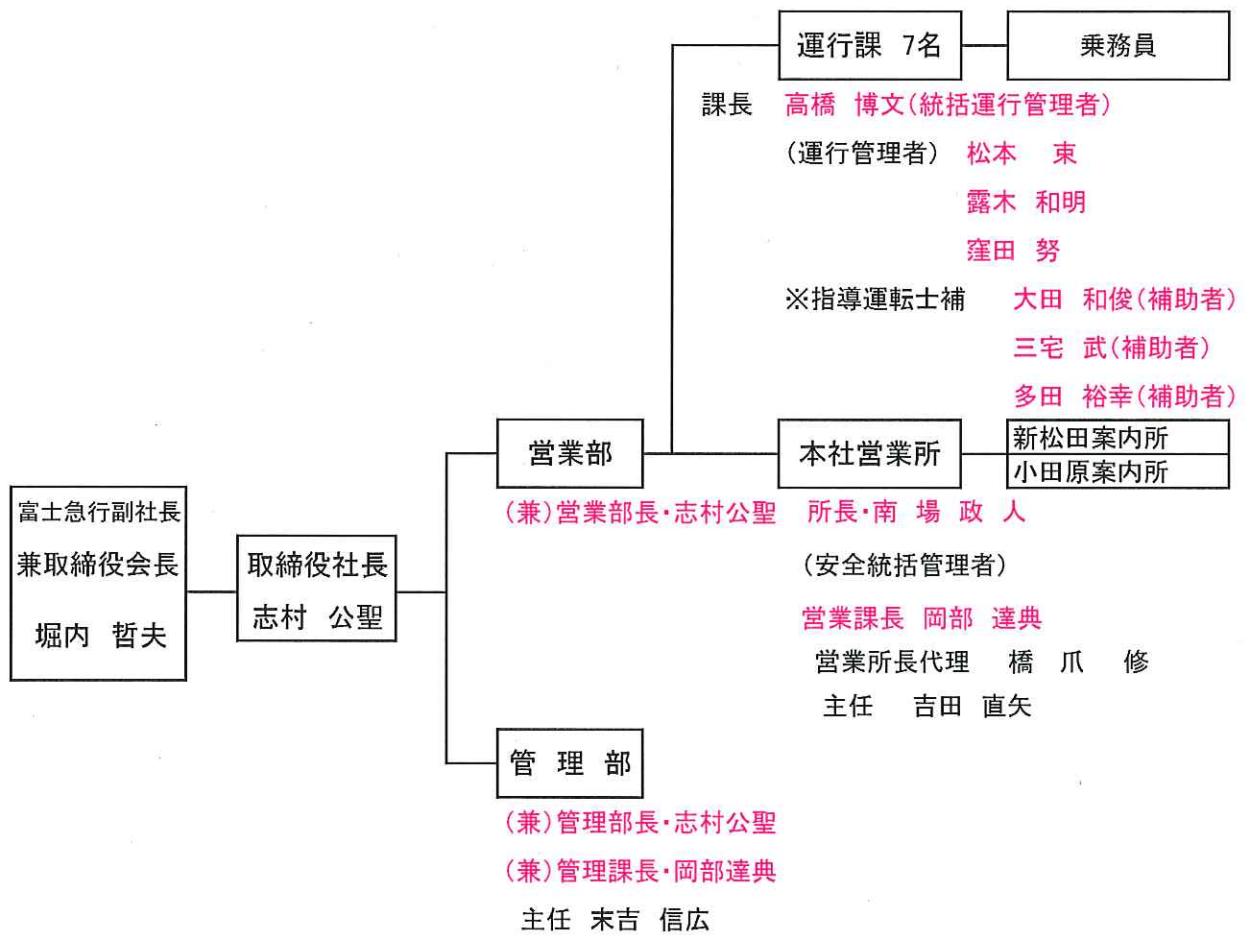 運行課 7名
乗務員
課長 高橋 博文(統括運行管理者)
(運行管理者) 松本 東
露木 和明
窪田 努
※指導運転士補 大田 和俊(補助者)
三宅 武(補助者)
多田 裕幸(補助者)
営業部
本社営業所
新松田案内所
小田原案内所
(兼)営業部長・志村公聖
所長・南 場 政 人
(安全統括管理者)
営業課長 岡部 達典
営業所長代理 橋 爪 修
主任 吉田 直矢
富士急行副社長
兼取締役会長
堀内 哲夫
取締役社長
志村 公聖
管 理 部
(兼)管理部長・志村公聖
(兼)管理課長・岡部達典
主任 末吉 信広